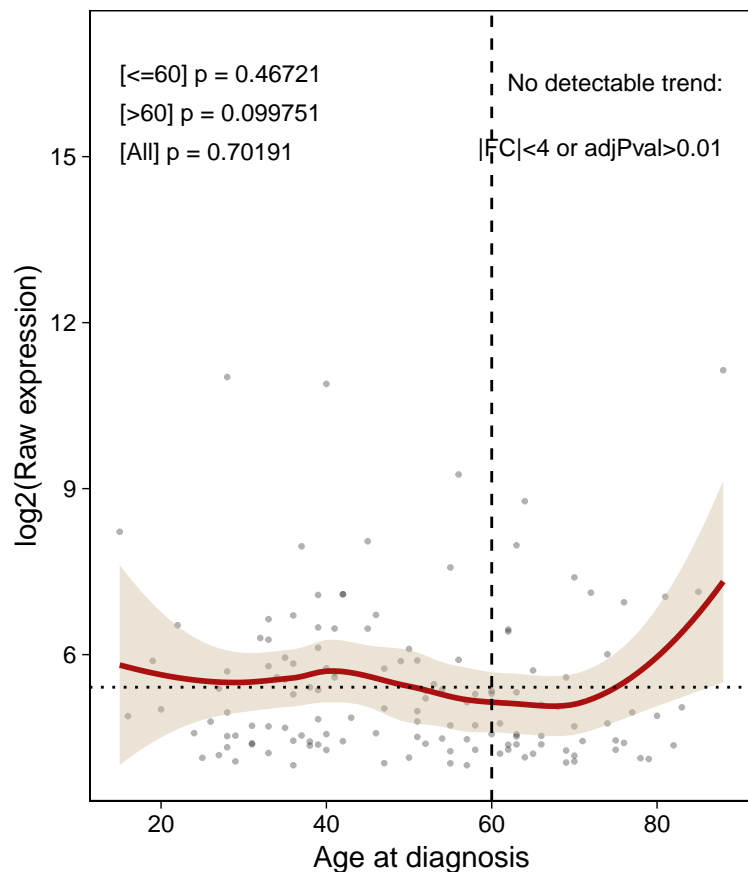 [<=60] p = 0.46721
No detectable trend:
[>60] p = 0.099751
[All] p = 0.70191
|FC|<4 or adjPval>0.01
15
12
9
6
log2(Raw expression)
20
40
60
80
Age at diagnosis